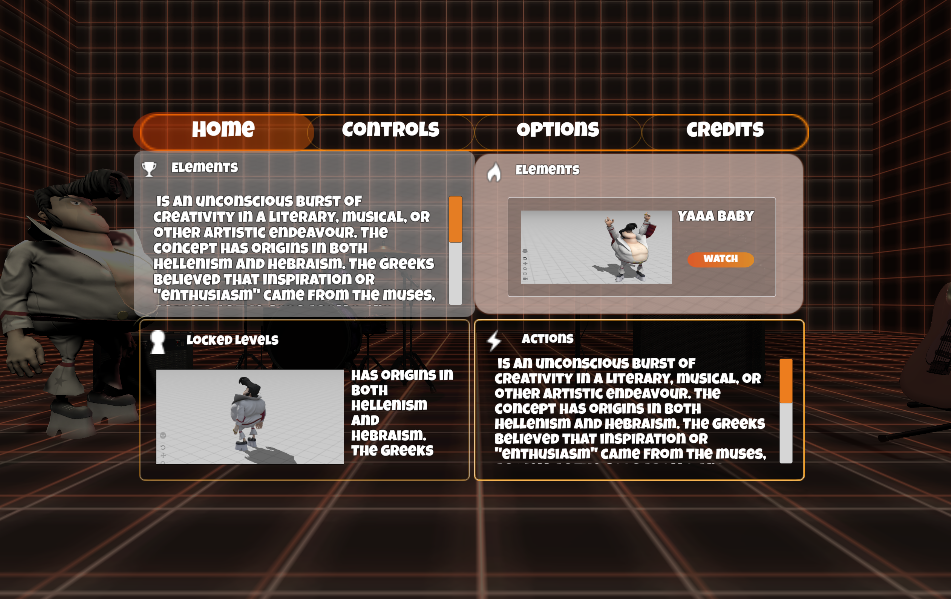 Home
Controls
Options
Credits
Elements
is an unconscious burst of
creativity in a literary, musical, or
other artistic endeavour. The
concept has origins in both
Hellenism and Hebraism. The Greeks
believed that inspiration or
"enthusiasm" came from the muses,
Elements
YAAA BABY
WATCH
Locked Levels
has origins in
both
Hellenism
and
Hebraism.
The Greeks
Actions
is an unconscious burst of
creativity in a literary, musical, or
other artistic endeavour. The
concept has origins in both
Hellenism and Hebraism. The Greeks
believed that inspiration or
"enthusiasm" came from the muses,